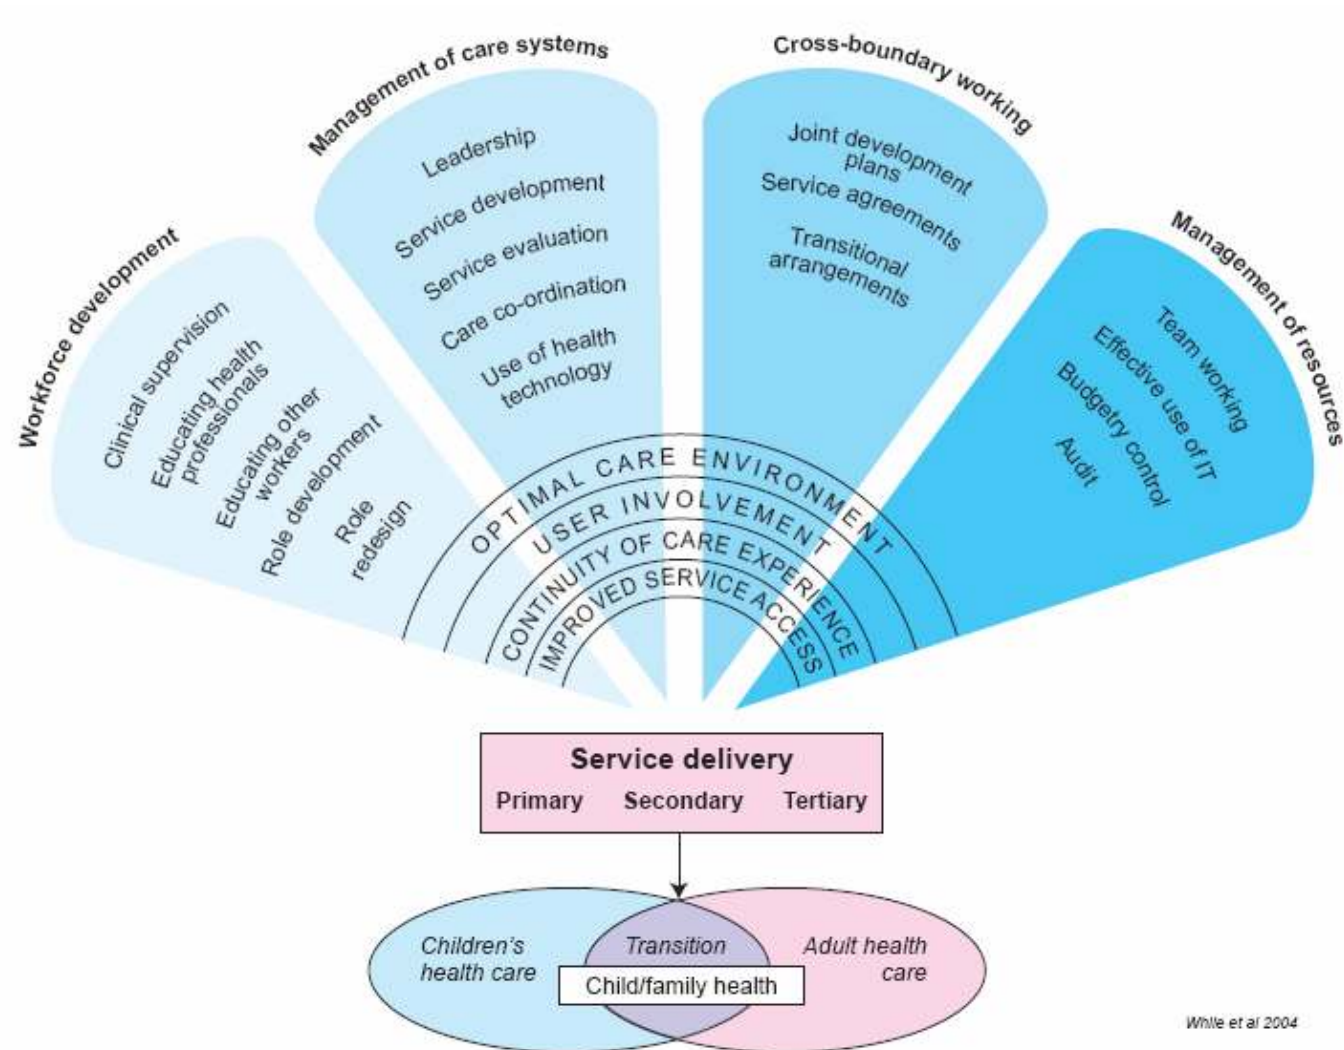 Workforce development
Clinical supervision
Educating health
professionals
Educating other
workers
Role development
Role
redesign
Management of care systems
Leadership
Service development
Service evaluation
Care co-ordination
Use of health
technology
Cross-boundary working
Joint development
plans
Service agreements
Transitional
arrangements
Management of resources
Team working
Effective use of IT
Budgetry control
Audit
OPTIMAL CARE ENVIRONMENT
USER INVOLVEMENT
CONTINUITY OF CARE EXPERIENCE
IMPROVED SERVICE ACCESS
Service delivery
Primary Secondary Tertiary
Children's
health care
Transition
Adult health
care
Child/family health
While et al 2004